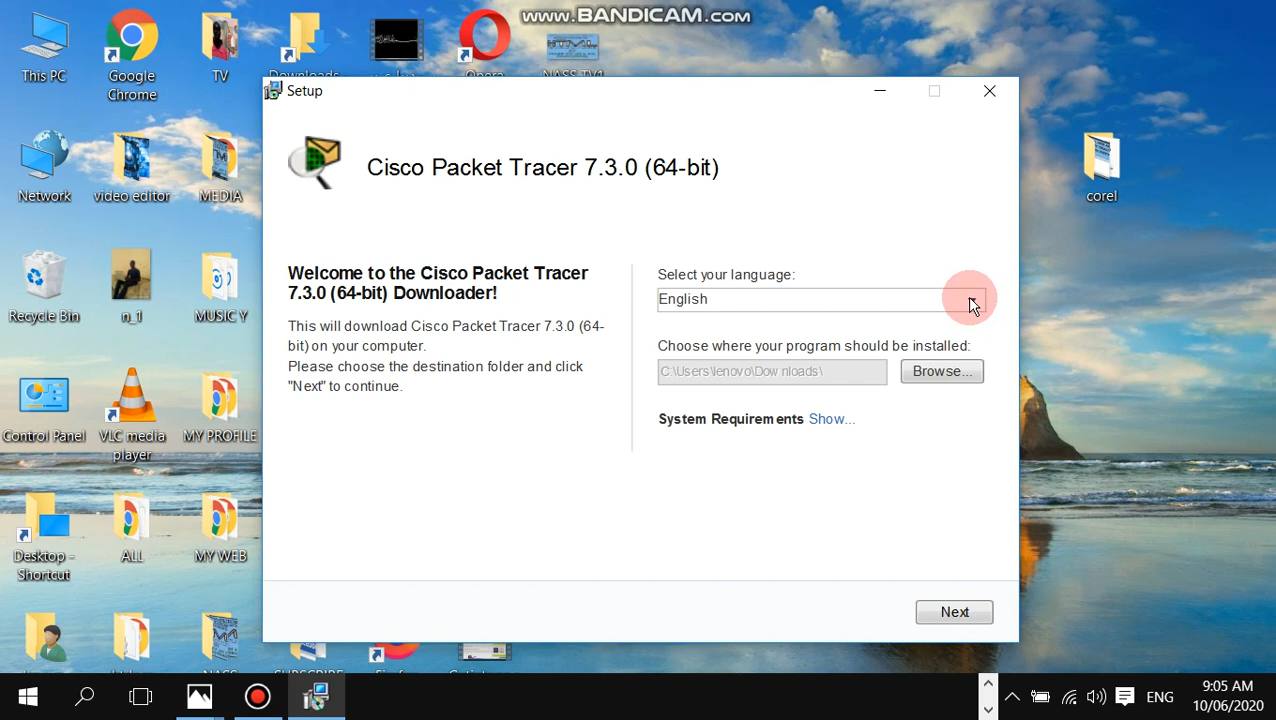 www.BANDICAM.com
This PC
Google
Chrome
TV
Downloads
Opera
NASS TV1
Setup
Cisco Packet Tracer 7.3.0 (64-bit)
Network
video editor
MEDIA
corel
Welcome to the Cisco Packet Tracer
7.3.0 (64-bit) Downloader!
Select your language:
English
Recycle Bin
n_1
MUSIC Y
This will download Cisco Packet Tracer 7.3.0 (64-
bit) on your computer.
Please choose the destination folder and click
"Next" to continue.
Choose where your program should be installed:
C:\Users\lenovo\Downloads\
Browse...
System Requirements Show...
Control Panel
VLC media
player
MY PROFILE
Desktop -
Shortcut
ALL
MY WEB
Next
ENG
9:05 AM
10/06/2020